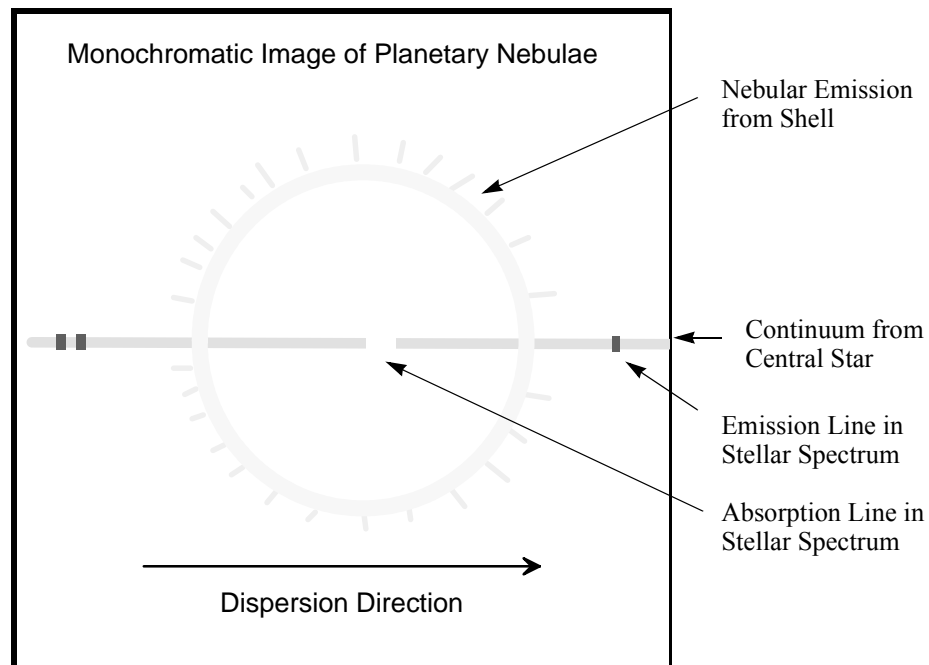 Monochromatic Image of Planetary Nebulae
Nebular Emission
from Shell
Continuum from
Central Star
Emission Line in
Stellar Spectrum
Absorption Line in
Stellar Spectrum
Dispersion Direction